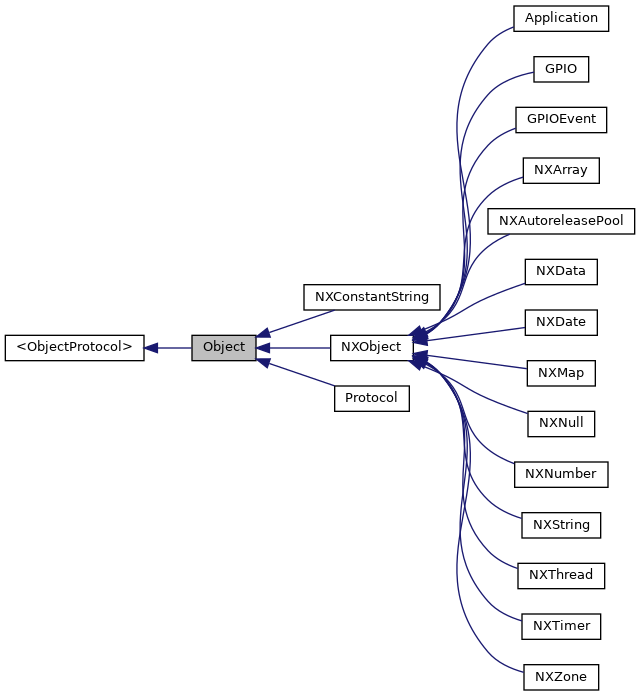 Application
GPIO
GPIOEvent
NXArray
NXAutoreleasePool
NXData
NXConstantString
NXDate
<ObjectProtocol>
Object
NXObject
NXMap
Protocol
NXNull
NXNumber
NXString
NXThread
NXTimer
NXZone